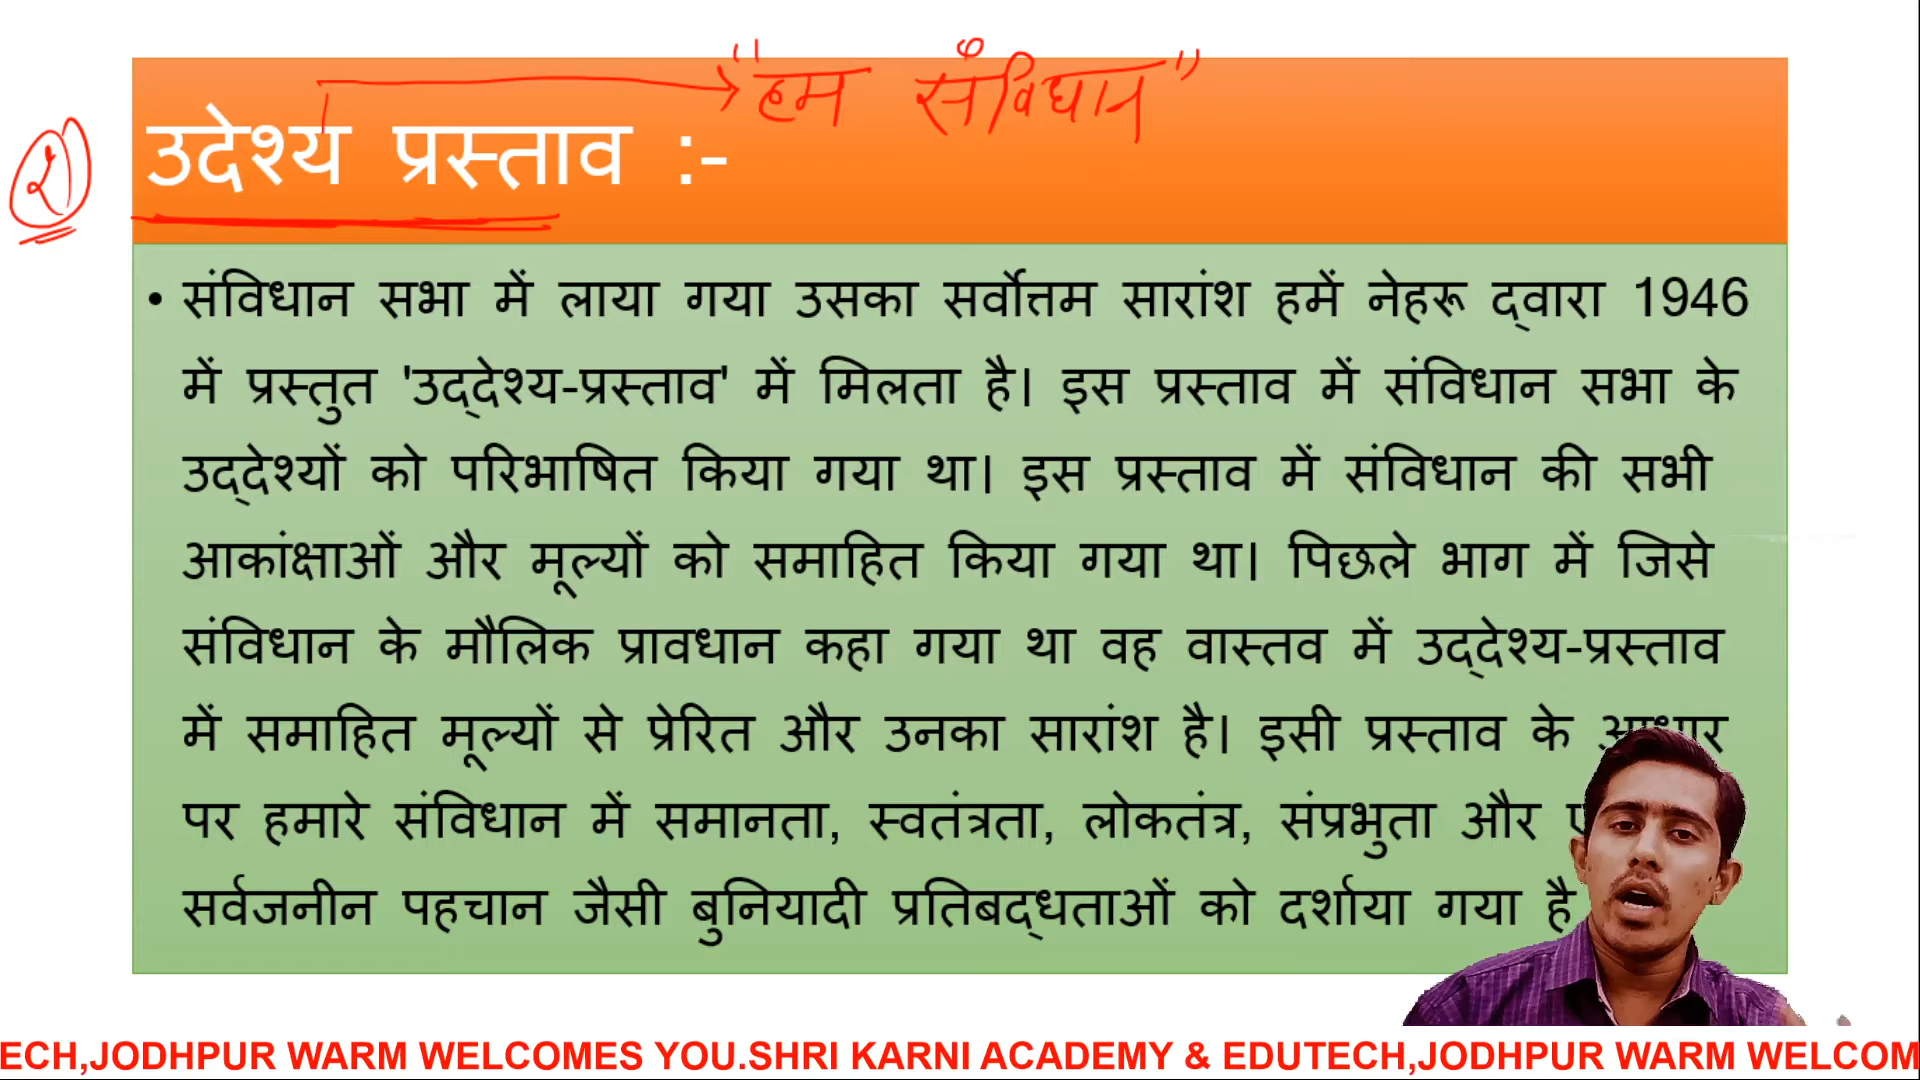 "हम संविधान"
२
उदेश्य प्रस्ताव :-
• संविधान सभा में लाया गया उसका सर्वोत्तम सारांश हमें नेहरू द्वारा 1946
में प्रस्तुत 'उद्देश्य-प्रस्ताव' में मिलता है। इस प्रस्ताव में संविधान सभा के
उद्देश्यों को परिभाषित किया गया था। इस प्रस्ताव में संविधान की सभी
आकांक्षाओं और मूल्यों को समाहित किया गया था। पिछले भाग में जिसे
संविधान के मौलिक प्रावधान कहा गया था वह वास्तव में उद्देश्य-प्रस्ताव
में समाहित मूल्यों से प्रेरित और उनका सारांश है। इसी प्रस्ताव के आधार
पर हमारे संविधान में समानता, स्वतंत्रता, लोकतंत्र, संप्रभुता और
सर्वजनीन पहचान जैसी बुनियादी प्रतिबद्धताओं को दर्शाया गया है
ECH,JODHPUR WARM WELCOMES YOU.SHRI KARNI ACADEMY & EDUTECH,JODHPUR WARM WELCOM